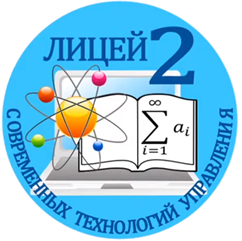 ЛИЦЕЙ 2
СОВРЕМЕННЫХ ТЕХНОЛОГИЙ УПРАВЛЕНИЯ
∞
∑ aᵢ
i=1